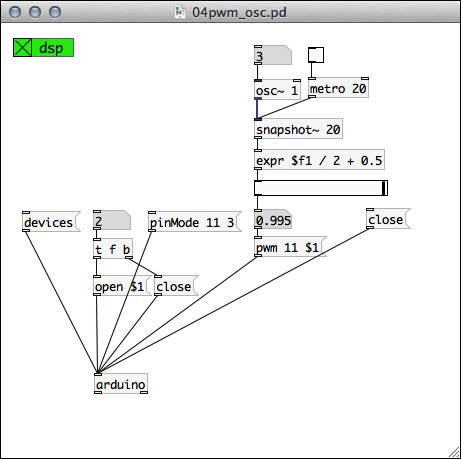 04pwm_osc.pd
dsp
3
osc~ 1
metro 20
snapshot~ 20
expr $f1 / 2 + 0.5
devices
2
pinMode 11 3
0.995
close
t f b
pwm 11 $1
open $1
close
arduino